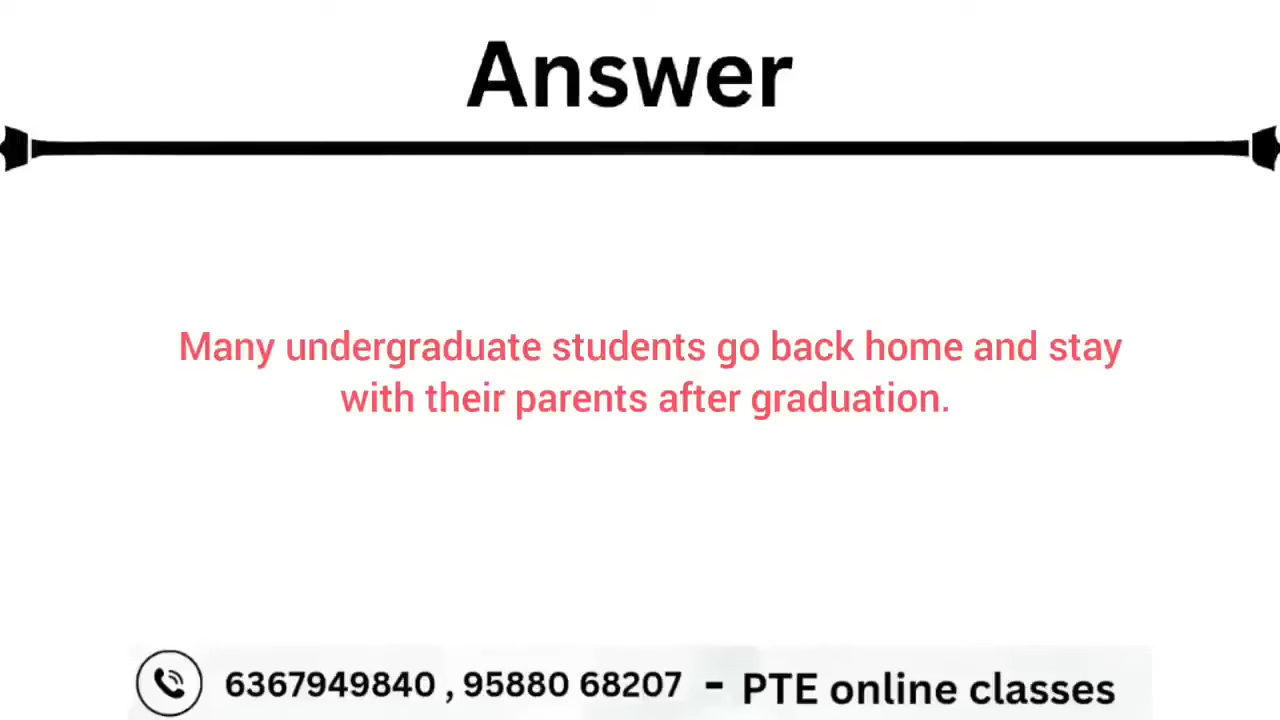 Answer
Many undergraduate students go back home and stay
with their parents after graduation.
6367949840 , 95880 68207 - PTE online classes